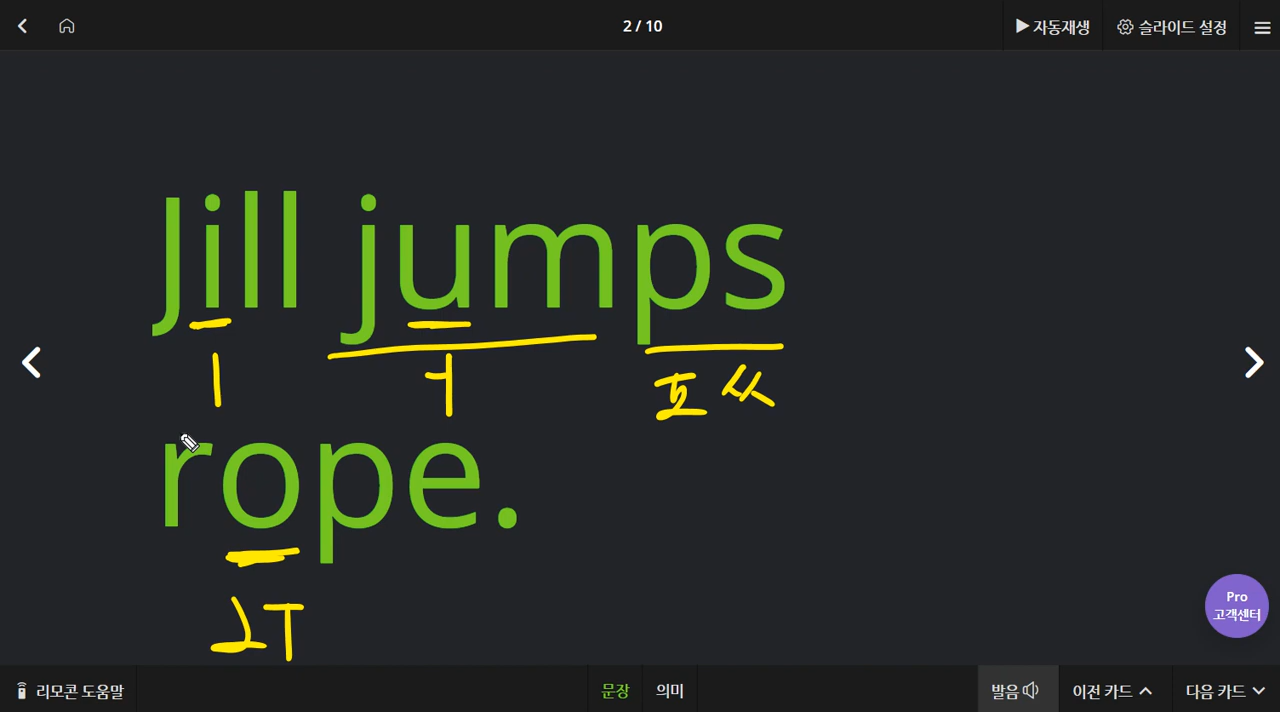 2 / 10
자동재생
슬라이드 설정
Jill jumps
ㅣ ㅓ ㅍ ㅆ
rope.
ㅗㅜ
Pro
고객센터
리모콘 도움말
문장
의미
발음
이전 카드
다음 카드